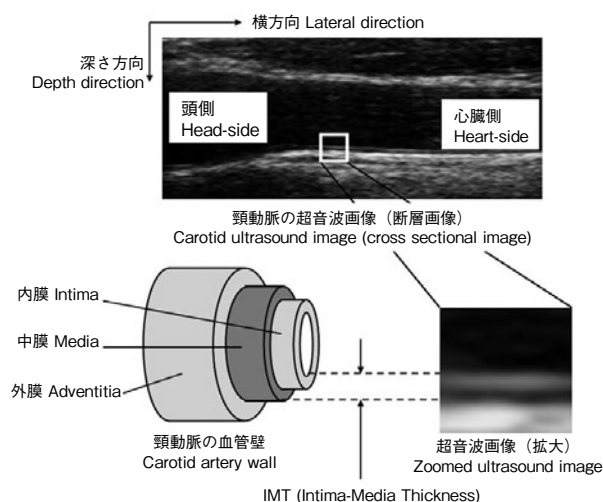 横方向 Lateral direction
深さ方向
Depth direction
頭側
Head-side
心臓側
Heart-side
頸動脈の超音波画像（断層画像）
Carotid ultrasound image (cross sectional image)
内膜 Intima
中膜 Media
外膜 Adventitia
頸動脈の血管壁
Carotid artery wall
超音波画像（拡大）
Zoomed ultrasound image
IMT (Intima-Media Thickness)